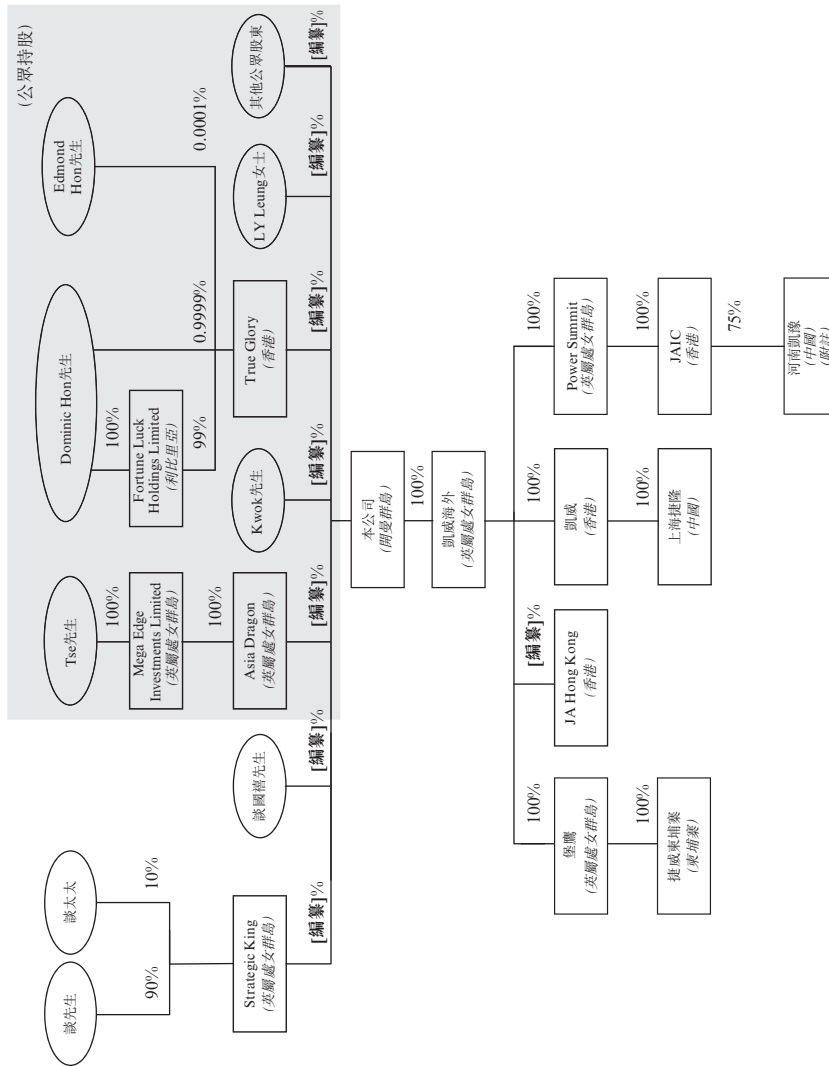 (公眾持股)
談先生
談太太
Tse先生
Dominic Hon先生
Edmond
Hon先生
90%
10%
100%
100%
Mega Edge
Investments Limited
(英屬處女群島)
Fortune Luck
Holdings Limited
(利比里亞)
100%
99%
0.9999%
0.0001%
Strategic King
(英屬處女群島)
談國禧先生
Asia Dragon
(英屬處女群島)
Kwok先生
True Glory
(香港)
LY Leung女士
其他公眾股東
[編纂]%
[編纂]%
[編纂]%
[編纂]%
[編纂]%
[編纂]%
[編纂]%
本公司
(開曼群島)
100%
凱威海外
(英屬處女群島)
100%
[編纂]%
100%
100%
堡鷹
(英屬處女群島)
JA Hong Kong
(香港)
凱威
(香港)
Power Summit
(英屬處女群島)
100%
100%
100%
捷威柬埔寨
(柬埔寨)
上海捷隆
(中國)
JAIC
(香港)
75%
河南凱豫
(中國)
(附註)